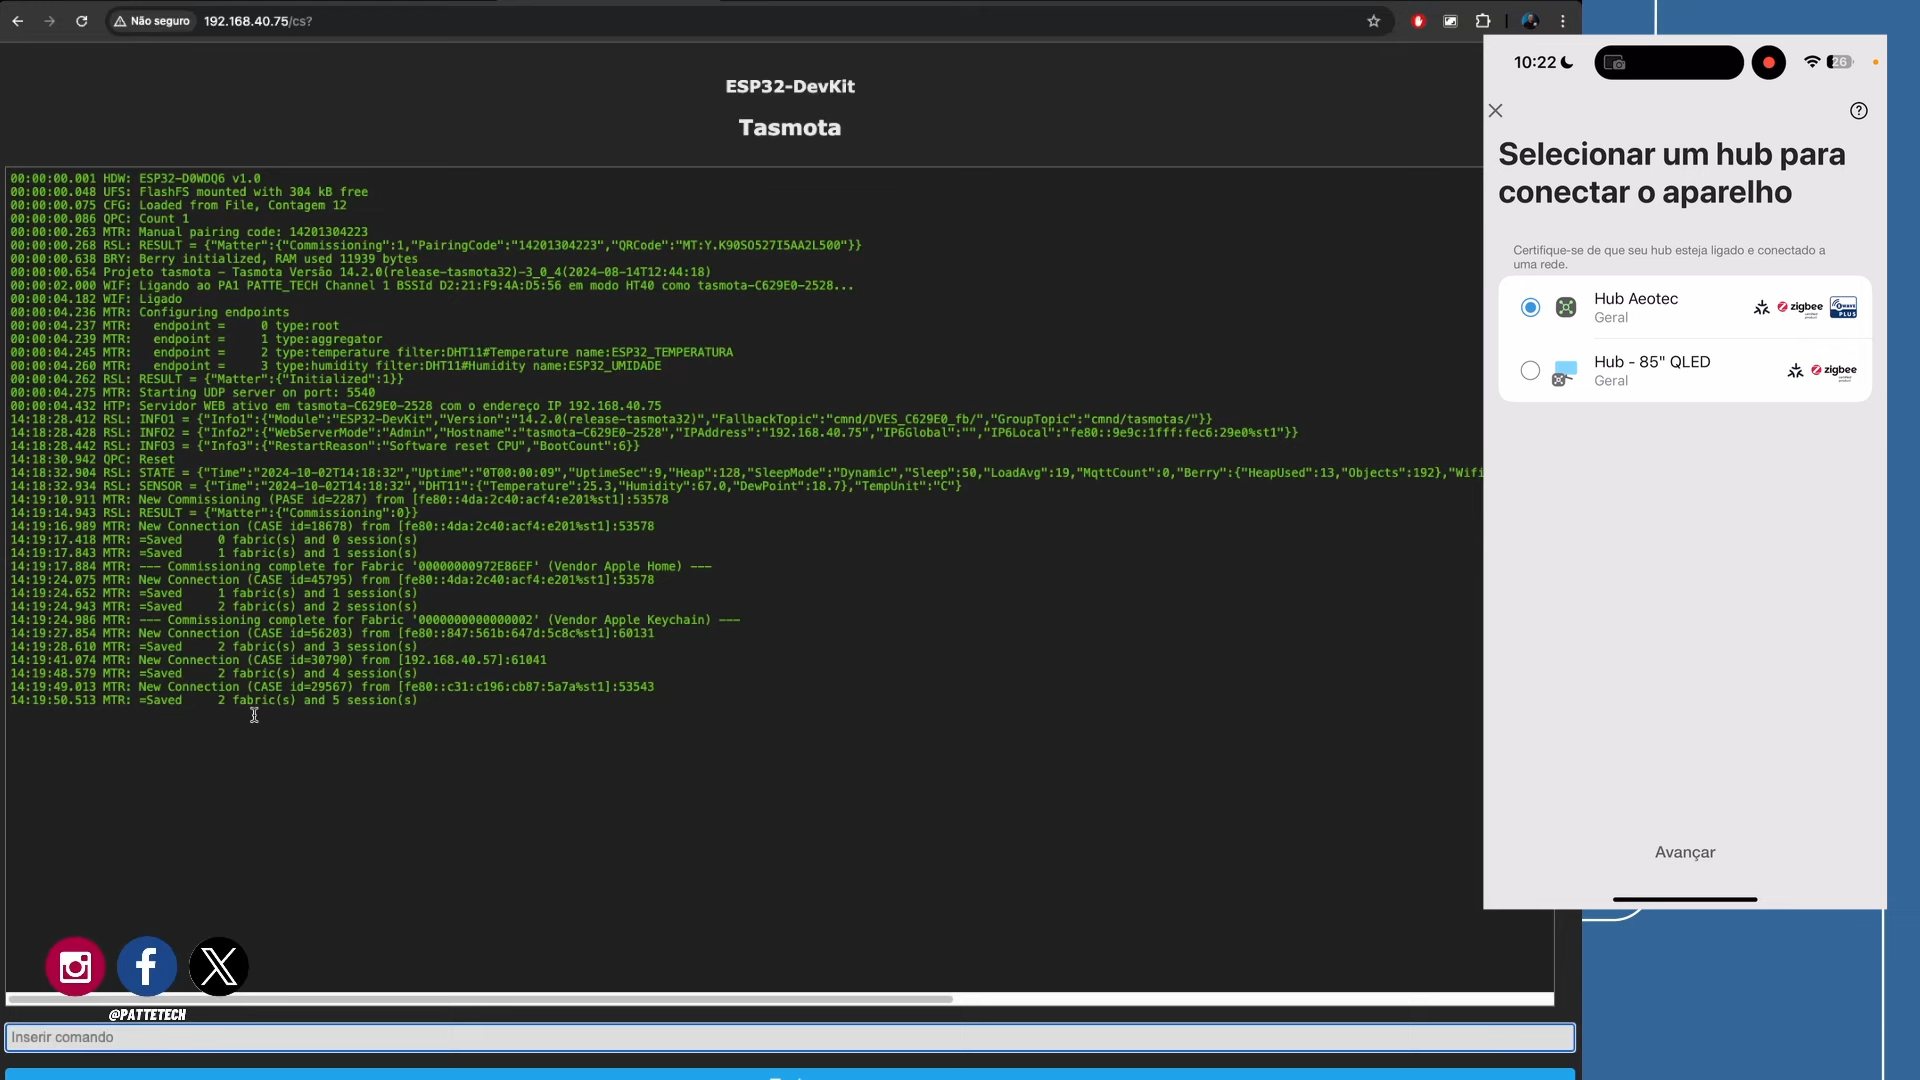 Não seguro 192.168.40.75/cs?
ESP32-DevKit
Tasmota
00:00:00.001 HDW: ESP32-D0WDQ6 v1.0
00:00:00.048 UFS: FlashFS mounted with 304 kB free
00:00:00.075 CFG: Loaded from File, Contagem 12
00:00:00.086 QPC: Count 1
00:00:00.263 MTR: Manual pairing code: 14201304223
00:00:00.268 RSL: RESULT = {"Matter":{"Commissioning":1,"PairingCode":"14201304223","QRCode":"MT:Y.K90SO527I5AA2L500"}}
00:00:00.638 BRY: Berry initialized, RAM used 11939 bytes
00:00:00.654 Projeto tasmota - Tasmota Versão 14.2.0(release-tasmota32)-3_0_4(2024-08-14T12:44:18)
00:00:02.000 WIF: Ligando ao PA1 PATTE_TECH Channel 1 BSSId D2:21:F9:4A:D5:56 em modo HT40 como tasmota-C629E0-2528...
00:00:04.182 WIF: Ligado
00:00:04.236 MTR: Configuring endpoints
00:00:04.237 MTR:   endpoint =     0 type:root
00:00:04.239 MTR:   endpoint =     1 type:aggregator
00:00:04.245 MTR:   endpoint =     2 type:temperature filter:DHT11#Temperature name:ESP32_TEMPERATURA
00:00:04.260 MTR:   endpoint =     3 type:humidity filter:DHT11#Humidity name:ESP32_UMIDADE
00:00:04.262 RSL: RESULT = {"Matter":{"Initialized":1}}
00:00:04.275 MTR: Starting UDP server on port: 5540
00:00:04.432 HTP: Servidor WEB ativo em tasmota-C629E0-2528 com o endereço IP 192.168.40.75
14:18:28.412 RSL: INFO1 = {"Info1":{"Module":"ESP32-DevKit","Version":"14.2.0(release-tasmota32)","FallbackTopic":"cmnd/DVES_C629E0_fb/","GroupTopic":"cmnd/tasmotas/"}}
14:18:28.428 RSL: INFO2 = {"Info2":{"WebServerMode":"Admin","Hostname":"tasmota-C629E0-2528","IPAddress":"192.168.40.75","IP6Global":"","IP6Local":"fe80::9e9c:1fff:fec6:29e0%st1"}}
14:18:28.442 RSL: INFO3 = {"Info3":{"RestartReason":"Software reset CPU","BootCount":6}}
14:18:30.942 QPC: Reset
14:18:32.904 RSL: STATE = {"Time":"2024-10-02T14:18:32","Uptime":"0T00:00:09","UptimeSec":9,"Heap":128,"SleepMode":"Dynamic","Sleep":50,"LoadAvg":19,"MqttCount":0,"Berry":{"HeapUsed":13,"Objects":192},"Wifi
14:18:32.934 RSL: SENSOR = {"Time":"2024-10-02T14:18:32","DHT11":{"Temperature":25.3,"Humidity":67.0,"DewPoint":18.7},"TempUnit":"C"}
14:19:10.911 MTR: New Commissioning (PASE id=2287) from [fe80::4da:2c40:acf4:e201%st1]:53578
14:19:14.943 RSL: RESULT = {"Matter":{"Commissioning":0}}
14:19:16.989 MTR: New Connection (CASE id=18678) from [fe80::4da:2c40:acf4:e201%st1]:53578
14:19:17.418 MTR: =Saved     0 fabric(s) and 0 session(s)
14:19:17.843 MTR: =Saved     1 fabric(s) and 1 session(s)
14:19:17.884 MTR: --- Commissioning complete for Fabric '00000000972E86EF' (Vendor Apple Home) ---
14:19:24.075 MTR: New Connection (CASE id=45795) from [fe80::4da:2c40:acf4:e201%st1]:53578
14:19:24.652 MTR: =Saved     1 fabric(s) and 1 session(s)
14:19:24.943 MTR: =Saved     2 fabric(s) and 2 session(s)
14:19:24.986 MTR: --- Commissioning complete for Fabric '0000000000000002' (Vendor Apple Keychain) ---
14:19:27.854 MTR: New Connection (CASE id=56203) from [fe80::847:561b:647d:5c8c%st1]:60131
14:19:28.610 MTR: =Saved     2 fabric(s) and 3 session(s)
14:19:41.074 MTR: New Connection (CASE id=30790) from [192.168.40.57]:61041
14:19:48.579 MTR: =Saved     2 fabric(s) and 4 session(s)
14:19:49.013 MTR: New Connection (CASE id=29567) from [fe80::c31:c196:cb87:5a7a%st1]:53543
14:19:50.513 MTR: =Saved     2 fabric(s) and 5 session(s)
@PATTETECH
Inserir comando
10:22
26
Selecionar um hub para
conectar o aparelho
Certifique-se de que seu hub esteja ligado e conectado a
uma rede.
Hub Aeotec
Geral
zigbee
PLUS
Hub - 85" QLED
Geral
zigbee
Avançar